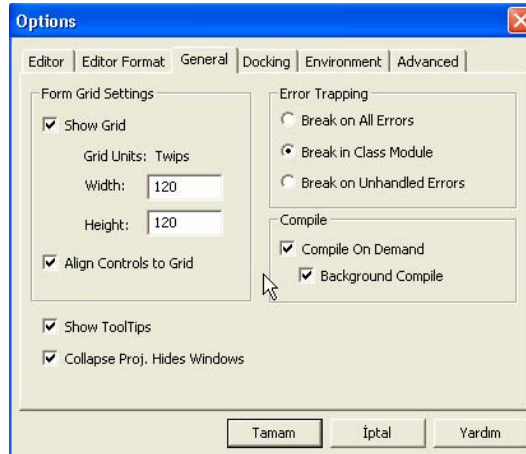 Options
Editor Editor Format General Docking Environment Advanced
Form Grid Settings
Show Grid
Grid Units: Twips
Width: 120
Height: 120
Align Controls to Grid
Error Trapping
Break on All Errors
Break in Class Module
Break on Unhandled Errors
Compile
Compile On Demand
Background Compile
Show ToolTips
Collapse Proj. Hides Windows
Tamam İptal Yardım